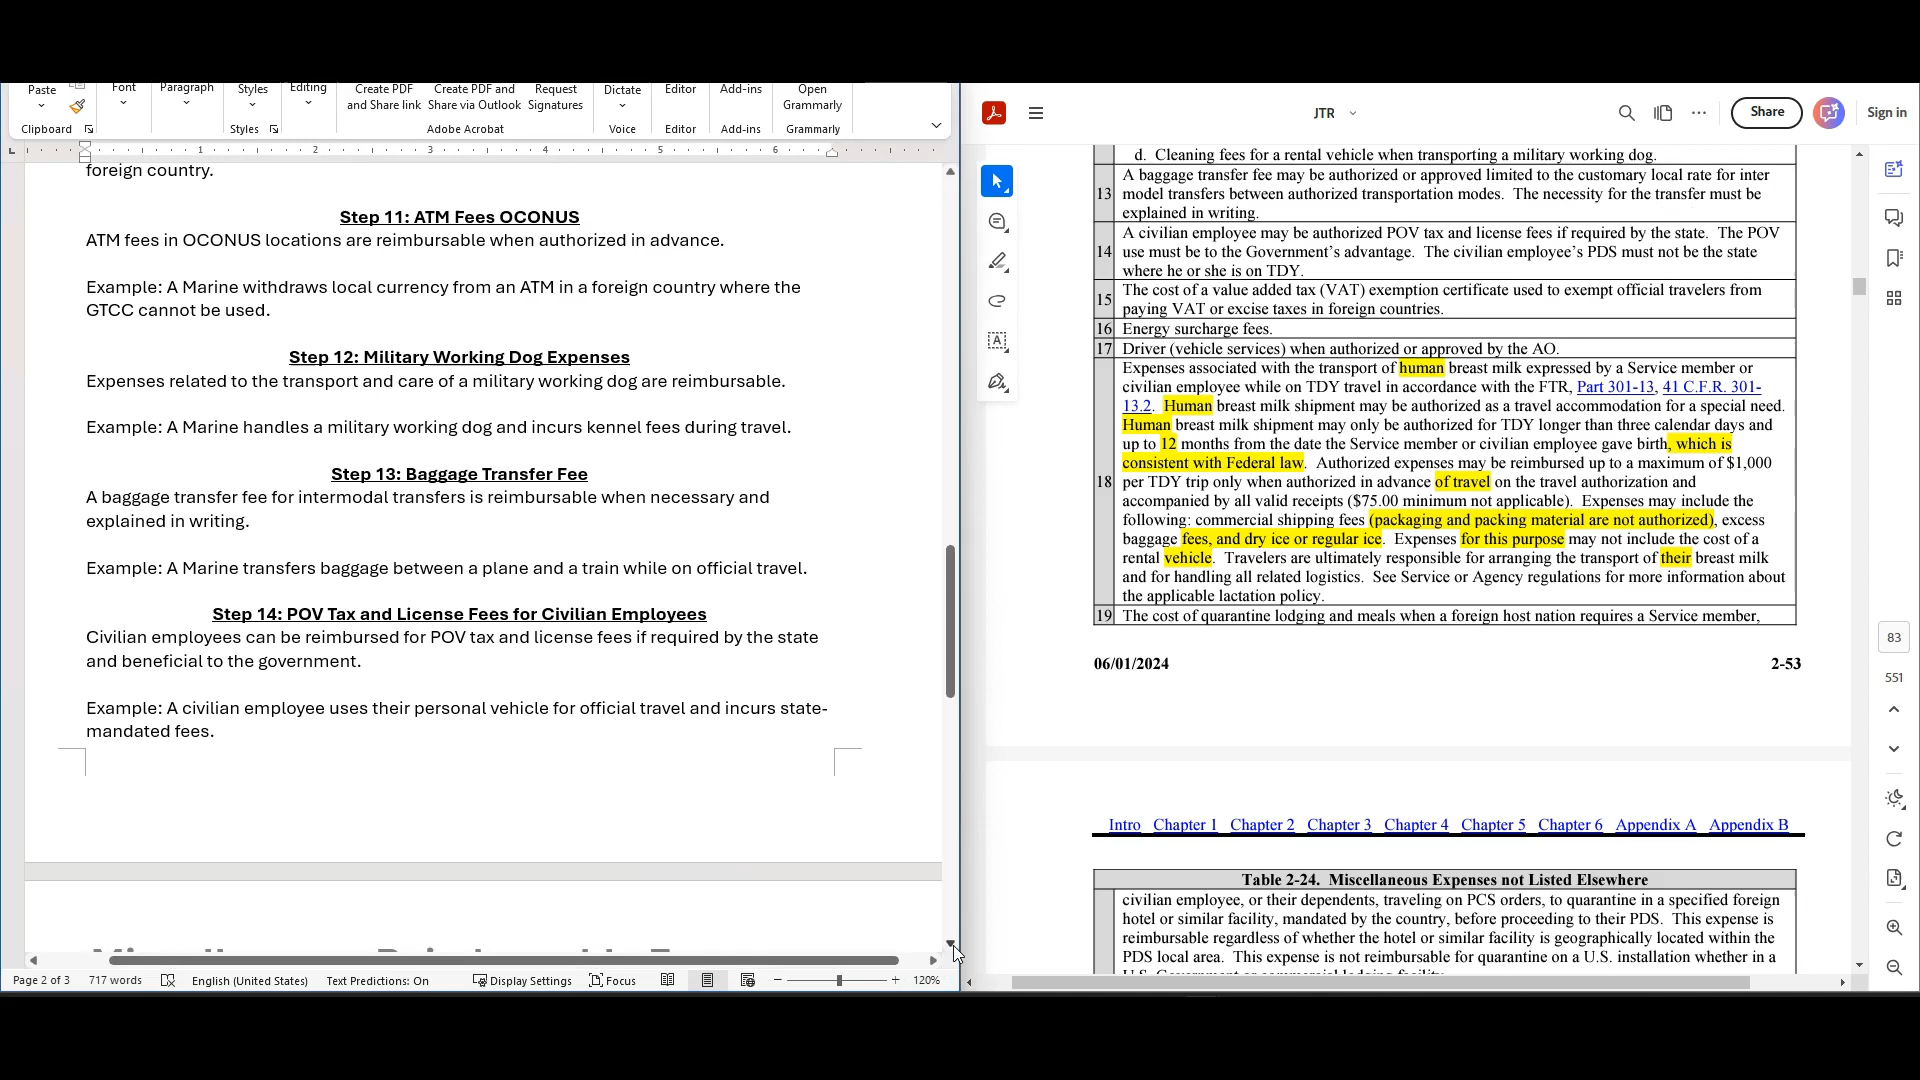 Paste
Font
Paragraph
Styles
Editing
Create PDF
and Share link
Create PDF and
Share via Outlook
Request
Signatures
Dictate
Editor
Add-ins
Open
Grammarly
Clipboard
Styles
Adobe Acrobat
Voice
Editor
Add-ins
Grammarly
1 2 3 4 5 6
foreign country.
Step 11: ATM Fees OCONUS
ATM fees in OCONUS locations are reimbursable when authorized in advance.
Example: A Marine withdraws local currency from an ATM in a foreign country where the
GTCC cannot be used.
Step 12: Military Working Dog Expenses
Expenses related to the transport and care of a military working dog are reimbursable.
Example: A Marine handles a military working dog and incurs kennel fees during travel.
Step 13: Baggage Transfer Fee
A baggage transfer fee for intermodal transfers is reimbursable when necessary and
explained in writing.
Example: A Marine transfers baggage between a plane and a train while on official travel.
Step 14: POV Tax and License Fees for Civilian Employees
Civilian employees can be reimbursed for POV tax and license fees if required by the state
and beneficial to the government.
Example: A civilian employee uses their personal vehicle for official travel and incurs state-
mandated fees.
Page 2 of 3
717 words
English (United States)
Text Predictions: On
Display Settings
Focus
120%
JTR
Share
Sign in
d. Cleaning fees for a rental vehicle when transporting a military working dog.
13 A baggage transfer fee may be authorized or approved limited to the customary local rate for inter
model transfers between authorized transportation modes. The necessity for the transfer must be
explained in writing.
14 A civilian employee may be authorized POV tax and license fees if required by the state. The POV
use must be to the Government's advantage. The civilian employee's PDS must not be the state
where he or she is on TDY.
15 The cost of a value added tax (VAT) exemption certificate used to exempt official travelers from
paying VAT or excise taxes in foreign countries.
16 Energy surcharge fees.
17 Driver (vehicle services) when authorized or approved by the AO.
18 Expenses associated with the transport of human breast milk expressed by a Service member or
civilian employee while on TDY travel in accordance with the FTR, Part 301-13, 41 C.F.R. 301-
13.2. Human breast milk shipment may be authorized as a travel accommodation for a special need.
Human breast milk shipment may only be authorized for TDY longer than three calendar days and
up to 12 months from the date the Service member or civilian employee gave birth, which is
consistent with Federal law. Authorized expenses may be reimbursed up to a maximum of $1,000
per TDY trip only when authorized in advance of travel on the travel authorization and
accompanied by all valid receipts ($75.00 minimum not applicable). Expenses may include the
following: commercial shipping fees (packaging and packing material are not authorized), excess
baggage fees, and dry ice or regular ice. Expenses for this purpose may not include the cost of a
rental vehicle. Travelers are ultimately responsible for arranging the transport of their breast milk
and for handling all related logistics. See Service or Agency regulations for more information about
the applicable lactation policy.
19 The cost of quarantine lodging and meals when a foreign host nation requires a Service member,
06/01/2024 2-53
Intro Chapter 1 Chapter 2 Chapter 3 Chapter 4 Chapter 5 Chapter 6 Appendix A Appendix B
Table 2-24. Miscellaneous Expenses not Listed Elsewhere
civilian employee, or their dependents, traveling on PCS orders, to quarantine in a specified foreign
hotel or similar facility, mandated by the country, before proceeding to their PDS. This expense is
reimbursable regardless of whether the hotel or similar facility is geographically located within the
PDS local area. This expense is not reimbursable for quarantine on a U.S. installation whether in a
83
551